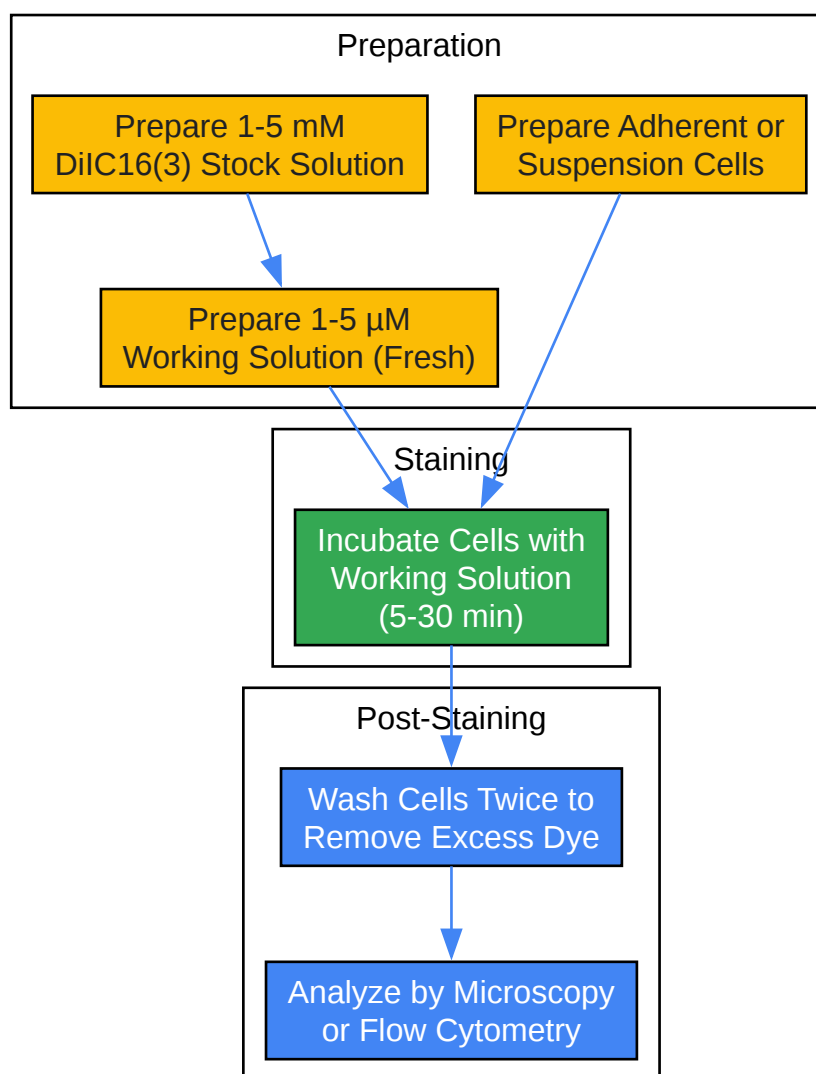 Preparation
Prepare 1-5 mM
DiIC16(3) Stock Solution
Prepare Adherent or
Suspension Cells
Prepare 1-5 µM
Working Solution (Fresh)
Staining
Incubate Cells with
Working Solution
(5-30 min)
Post-Staining
Wash Cells Twice to
Remove Excess Dye
Analyze by Microscopy
or Flow Cytometry